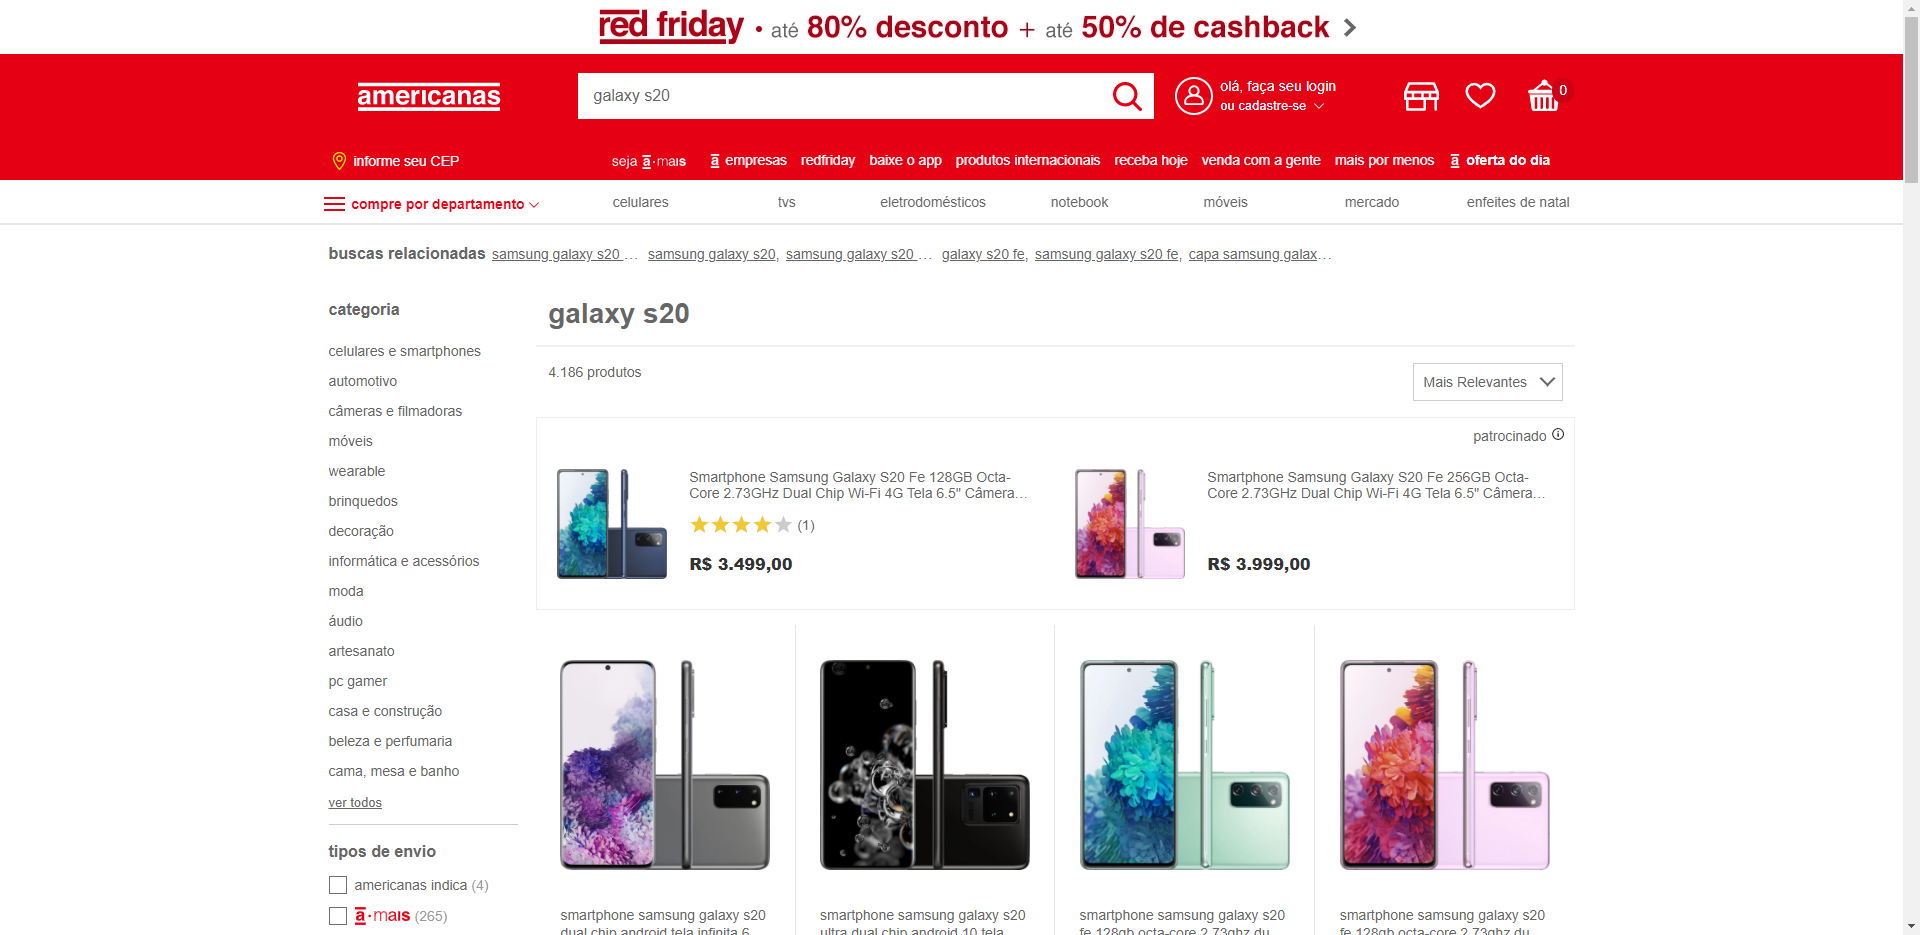 red friday • até 80% desconto + até 50% de cashback
americanas
galaxy s20
olá, faça seu login
ou cadastre-se
0
informe seu CEP
seja a•mais
a empresas
redfriday
baixe o app
produtos internacionais
receba hoje
venda com a gente
mais por menos
a oferta do dia
compre por departamento
celulares
tvs
eletrodomésticos
notebook
móveis
mercado
enfeites de natal
buscas relacionadas samsung galaxy s20 ... samsung galaxy s20, samsung galaxy s20 ... galaxy s20 fe, samsung galaxy s20 fe, capa samsung galax...
categoria
celulares e smartphones
automotivo
câmeras e filmadoras
móveis
wearable
brinquedos
decoração
informática e acessórios
moda
áudio
artesanato
pc gamer
casa e construção
beleza e perfumaria
cama, mesa e banho
ver todos
tipos de envio
americanas indica (4)
a•mais (265)
galaxy s20
4.186 produtos
Mais Relevantes
patrocinado
Smartphone Samsung Galaxy S20 Fe 128GB Octa-
Core 2.73GHz Dual Chip Wi-Fi 4G Tela 6.5" Câmera...
(1)
R$ 3.499,00
Smartphone Samsung Galaxy S20 Fe 256GB Octa-
Core 2.73GHz Dual Chip Wi-Fi 4G Tela 6.5" Câmera...
R$ 3.999,00
smartphone samsung galaxy s20
dual chip android tela infinita 6
smartphone samsung galaxy s20
ultra dual chip android 10 tela
smartphone samsung galaxy s20
fe 128gb octa-core 2.73ghz du
smartphone samsung galaxy s20
fe 128gb octa-core 2.73ghz du